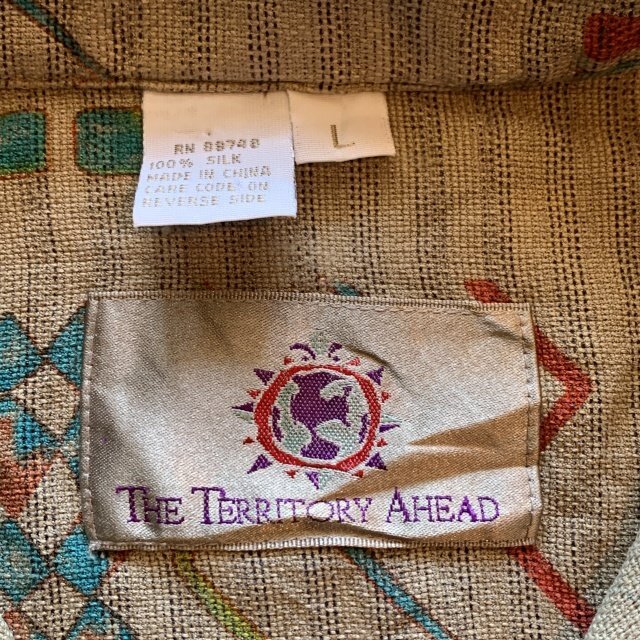 RN 89748
100% SILK
MADE IN CHINA
CARE CODE ON
REVERSE SIDE
L
THE TERRITORY AHEAD